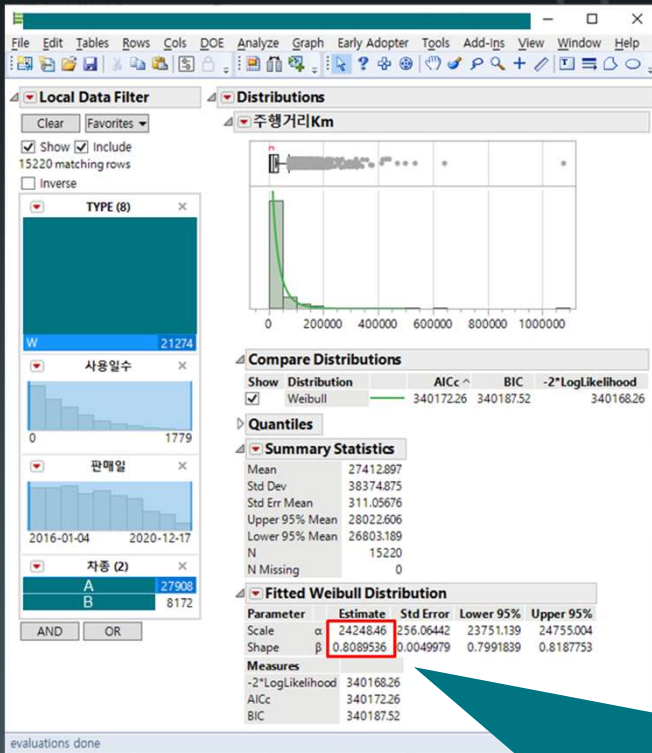 File Edit Tables Rows Cols DOE Analyze Graph Early Adopter Tools Add-Ins View Window Help
Local Data Filter
Clear Favorites
Show Include
15220 matching rows
Inverse
TYPE (8)
W 21274
사용일수
0 1779
판매일
2016-01-04 2020-12-17
차종 (2)
A 27908
B 8172
AND OR
Distributions
주행거리Km
0 200000 400000 600000 800000 1000000
Compare Distributions
Show Distribution AICc ^ BIC -2*LogLikelihood
Weibull 340172.26 340187.52 340168.26
Quantiles
Summary Statistics
Mean 27412.897
Std Dev 38374.875
Std Err Mean 311.05676
Upper 95% Mean 28022.606
Lower 95% Mean 26803.189
N 15220
N Missing 0
Fitted Weibull Distribution
Parameter Estimate Std Error Lower 95% Upper 95%
Scale α 24248.46 256.06442 23751.139 24755.004
Shape β 0.8089536 0.0049979 0.7991839 0.8187753
Measures
-2*LogLikelihood 340168.26
AICc 340172.26
BIC 340187.52
evaluations done